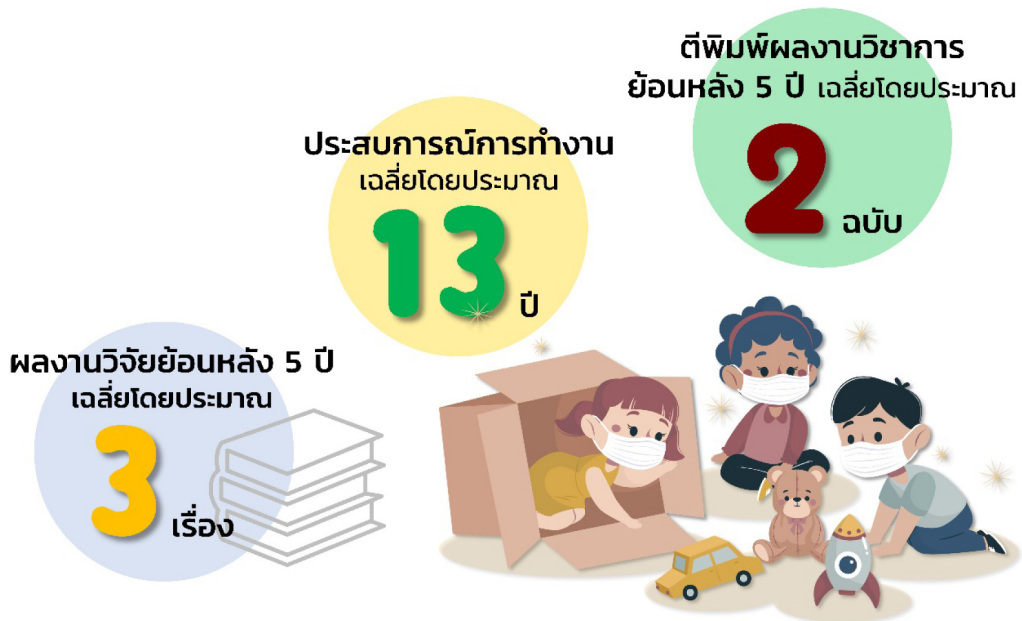 ตีพิมพ์ผลงานวิชาการ
ย้อนหลัง 5 ปี เฉลี่ยโดยประมาณ
2 ฉบับ
ประสบการณ์การทำงาน
เฉลี่ยโดยประมาณ
13 ปี
ผลงานวิจัยย้อนหลัง 5 ปี
เฉลี่ยโดยประมาณ
3 เรื่อง